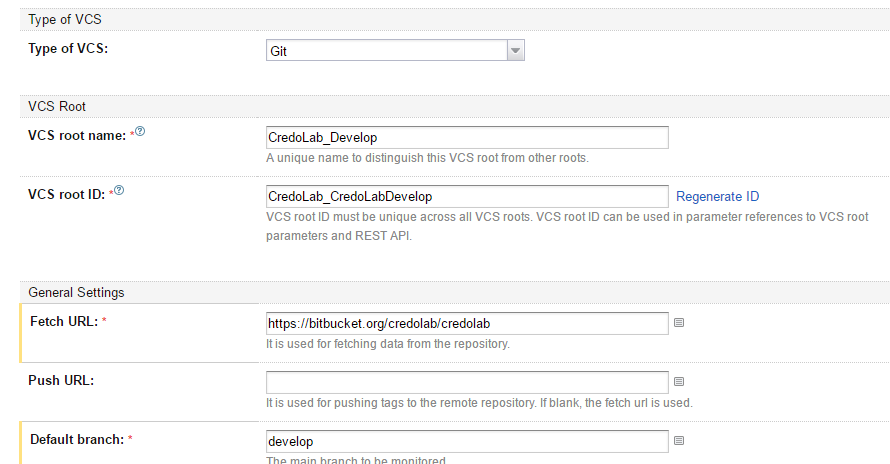 Type of VCS
Type of VCS:
Git
VCS Root
VCS root name: *?
CredoLab_Develop
A unique name to distinguish this VCS root from other roots.
VCS root ID: *?
CredoLab_CredoLabDevelop
Regenerate ID
VCS root ID must be unique across all VCS roots. VCS root ID can be used in parameter references to VCS root
parameters and REST API.
General Settings
Fetch URL: *
https://bitbucket.org/credolab/credolab
It is used for fetching data from the repository.
Push URL:
It is used for pushing tags to the remote repository. If blank, the fetch url is used.
Default branch: *
develop
The main branch to be monitored